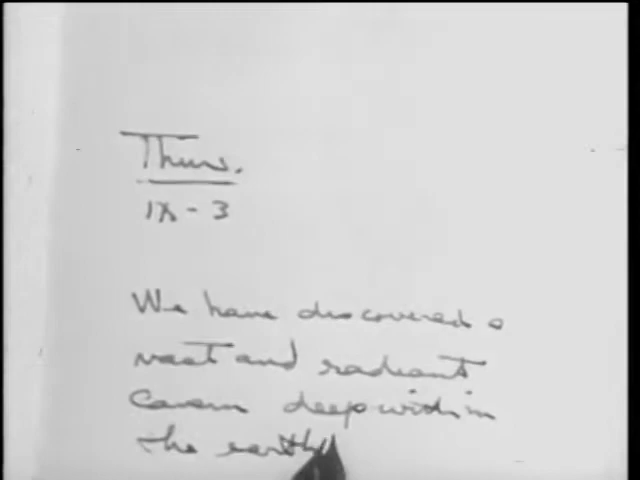 Thurs.
IX - 3
We have discovered a
vast and radiant
cavern deep within
the earth